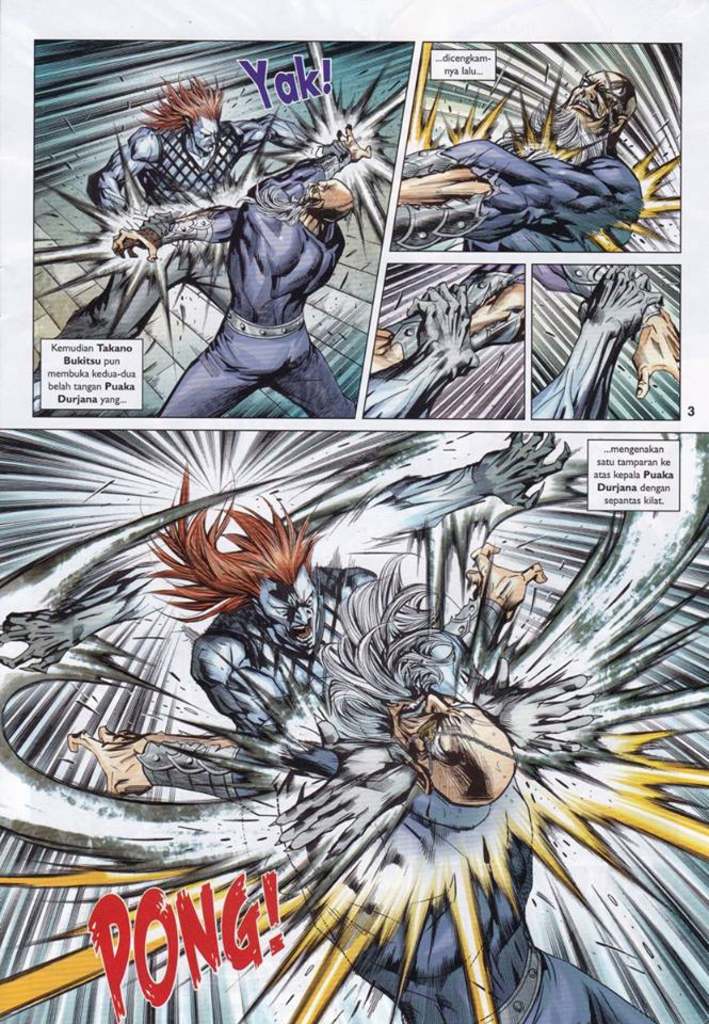 Yak!
Kemudian Takano
Bukitsu pun
membuka kedua-dua
belah tangan Puaka
Durjana yang...
...dicengkam-
nya lalu...
3
...mengenakan
satu tamparan ke
atas kepala Puaka
Durjana dengan
sepantas kilat.
PONG!